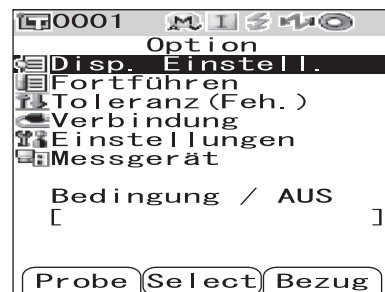 0001
Option
Disp. Einstell.
Fortführen
Toleranz(Feh.)
Verbindung
Einstellungen
Messgerät
Bedingung / AUS
[ ]
Probe Select Bezug